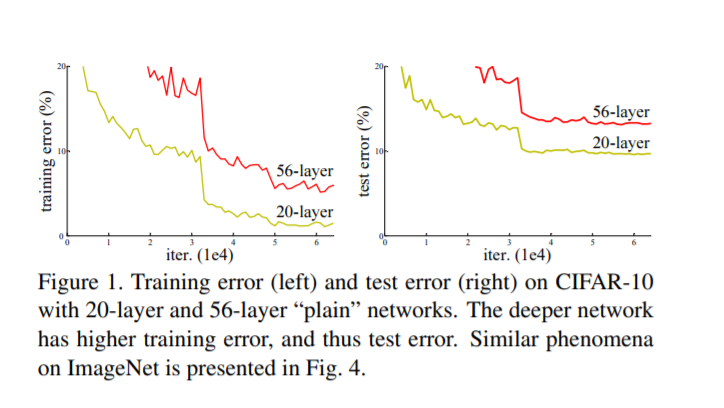 training error (%)
20
10
0
0 1 2 3 4 5 6
iter. (1e4)
56-layer
20-layer
test error (%)
20
10
0
0 1 2 3 4 5 6
iter. (1e4)
56-layer
20-layer
Figure 1. Training error (left) and test error (right) on CIFAR-10
with 20-layer and 56-layer “plain” networks. The deeper network
has higher training error, and thus test error. Similar phenomena
on ImageNet is presented in Fig. 4.